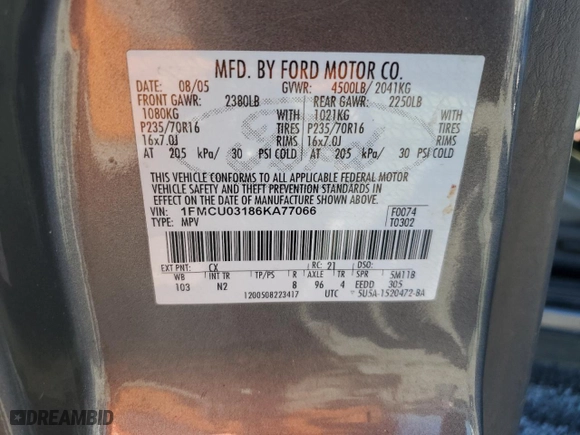 MFD. BY FORD MOTOR CO.
DATE: 08/05 GVWR: 4500LB/ 2041KG
FRONT GAWR: 2380LB REAR GAWR: 2250LB
1080KG WITH 1021KG WITH
P235/70R16 TIRES P235/70R16 TIRES
16x7.0J RIMS 16x7.0J RIMS
AT 205 kPa/ 30 PSI COLD AT 205 kPa/ 30 PSI COLD
THIS VEHICLE CONFORMS TO ALL APPLICABLE FEDERAL MOTOR
VEHICLE SAFETY AND THEFT PREVENTION STANDARDS IN
EFFECT ON THE DATE OF MANUFACTURE SHOWN ABOVE.
VIN: 1FMCU03186KA77066 F0074
TYPE: MPV T0302
EXT PNT: CX RC: 21 DSO:
WB INT TR TP/PS R AXLE TR SPR 5M11B
103 N2 8 96 4 EEDD 305
1200508223417 UTC 5U5A-1520472-BA
DREAMBID